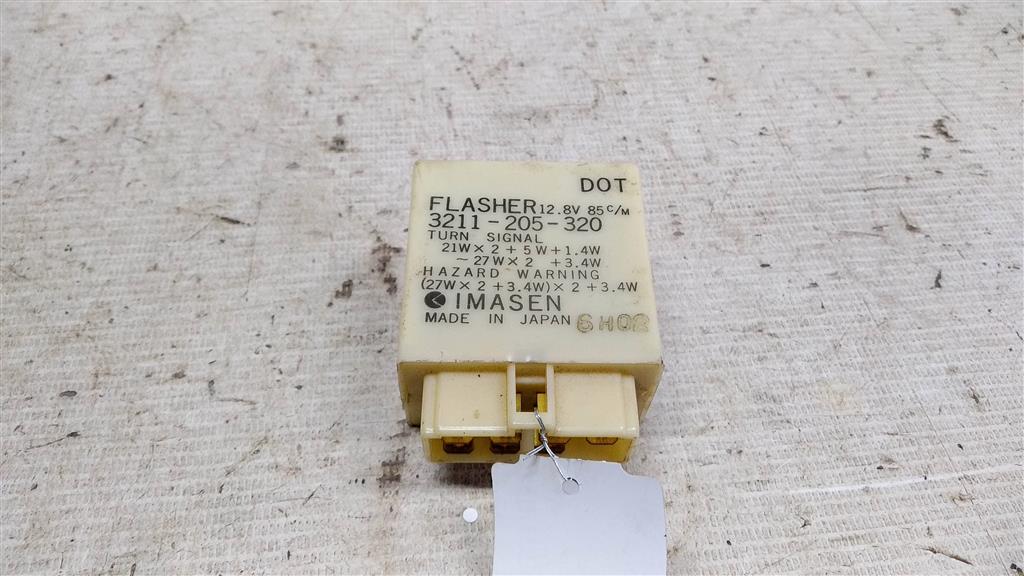 DOT
FLASHER 12.8V 85C/M
3211-205-320
TURN SIGNAL
21W×2+5W+1.4W
~27W×2 +3.4W
HAZARD WARNING
(27W×2+3.4W)×2+3.4W
IMASEN
MADE IN JAPAN 6H02